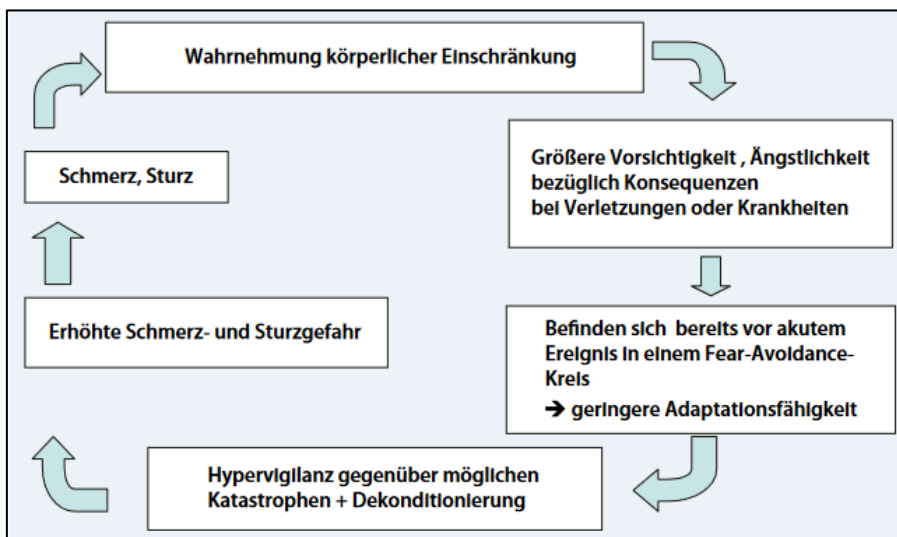 Wahrnehmung körperlicher Einschränkung
Größere Vorsichtigkeit , Ängstlichkeit
bezüglich Konsequenzen
bei Verletzungen oder Krankheiten
Befinden sich bereits vor akutem
Ereignis in einem Fear-Avoidance-
Kreis
➔ geringere Adaptationsfähigkeit
Hypervigilanz gegenüber möglichen
Katastrophen + Dekonditionierung
Erhöhte Schmerz- und Sturzgefahr
Schmerz, Sturz